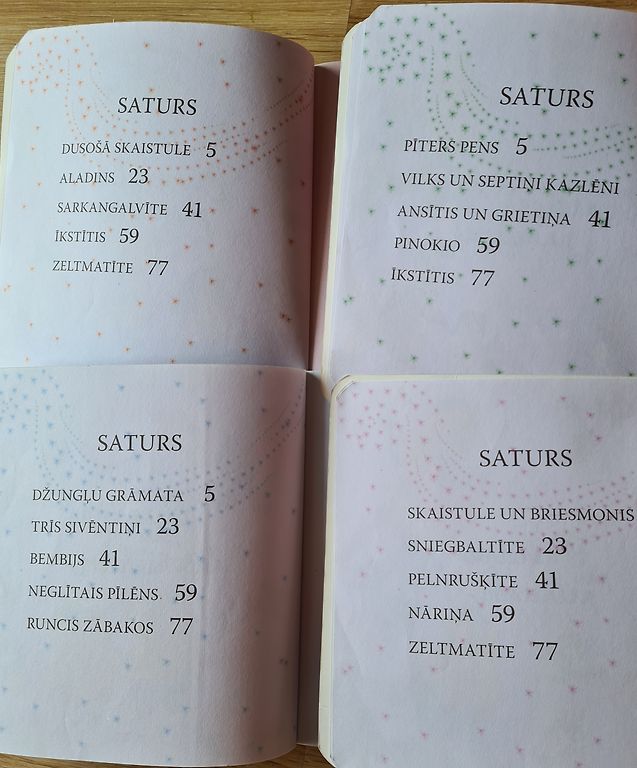 SATURS
DUSOŠĀ SKAISTULE 5
ALADINS 23
SARKANGALVĪTE 41
ĪKSTĪTIS 59
ZELTMATĪTE 77
SATURS
PĪTERS PENS 5
VILKS UN SEPTIŅI KAZLĒNI
ANSĪTIS UN GRIETIŅA 41
PINOKIO 59
ĪKSTĪTIS 77
SATURS
DŽUNGĻU GRĀMATA 5
TRĪS SIVĒNTIŅI 23
BEMBIJS 41
NEGLĪTAIS PĪLĒNS 59
RUNCIS ZĀBAKOS 77
SATURS
SKAISTULE UN BRIESMONIS
SNIEGBALTĪTE 23
PELNRUŠĶĪTE 41
NĀRIŅA 59
ZELTMATĪTE 77